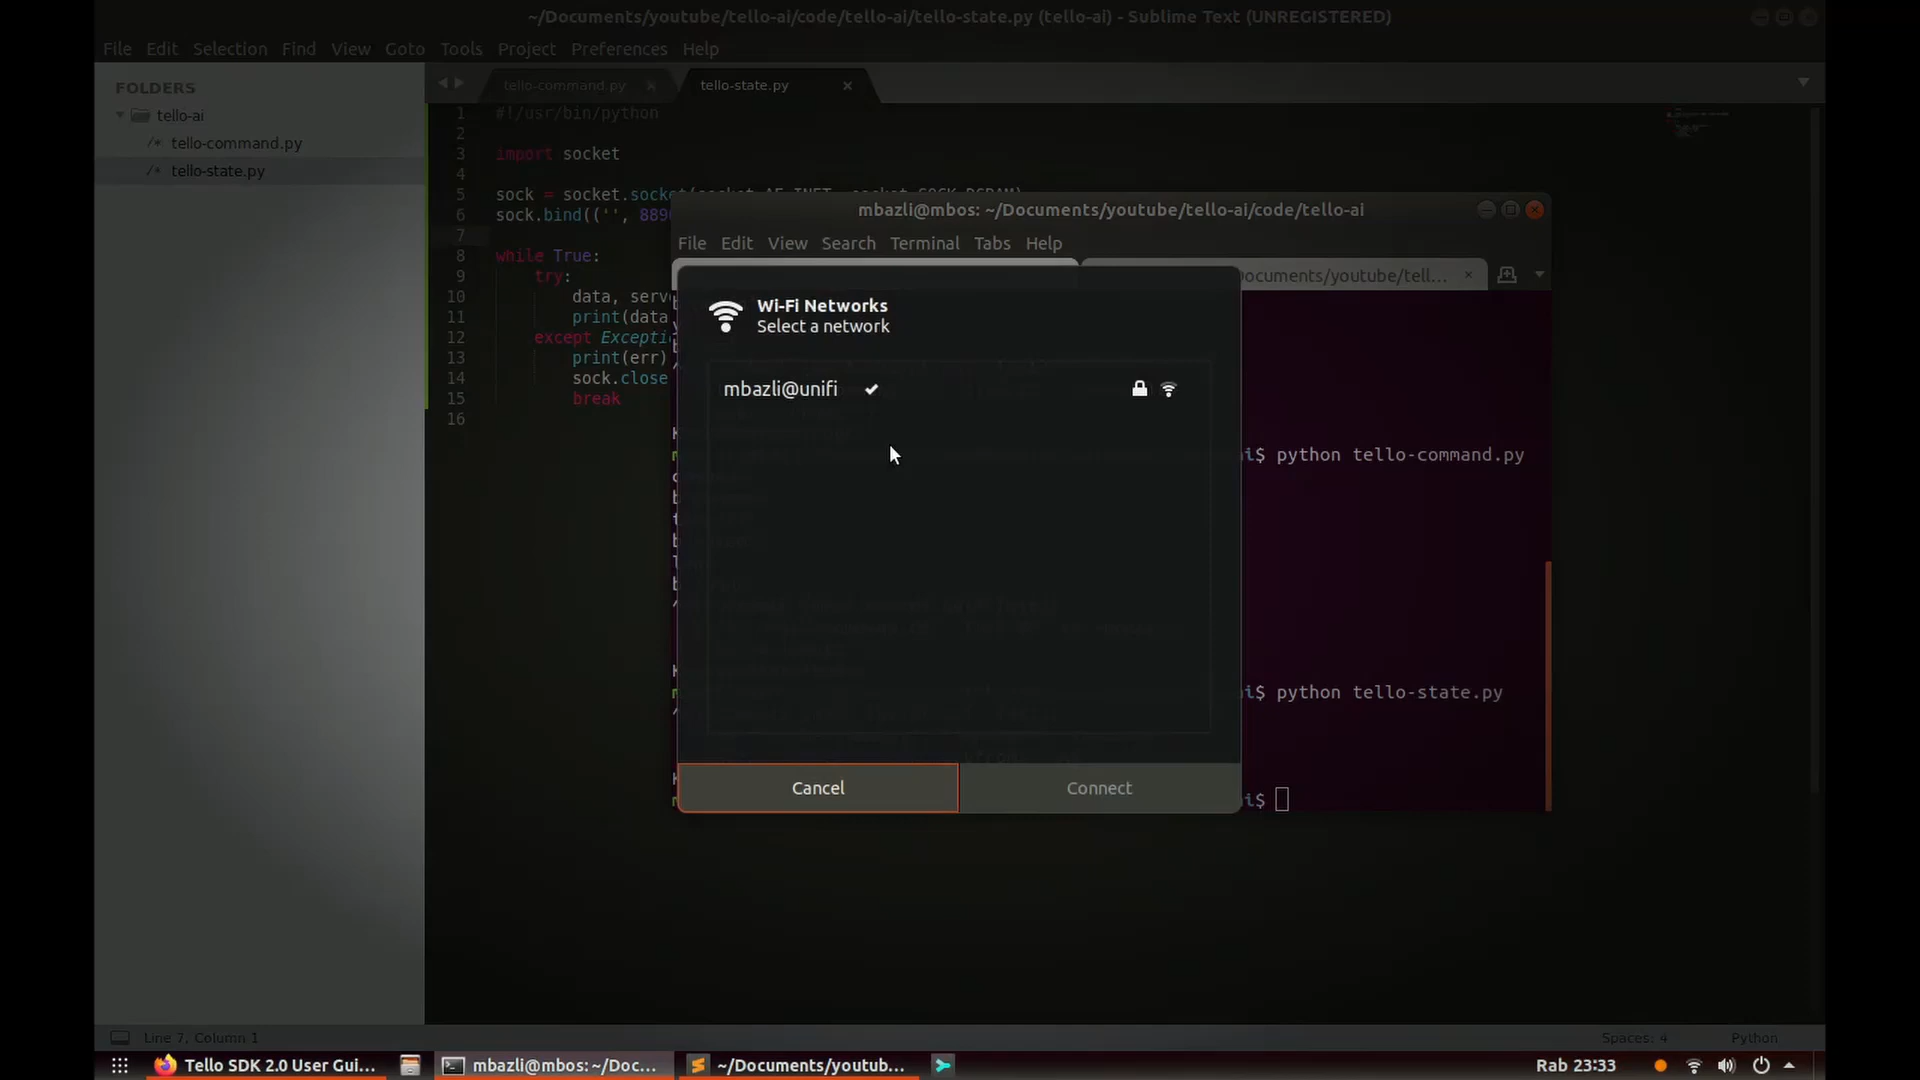 ~/Documents/youtube/tello-ai/code/tello-ai/tello-state.py (tello-ai) - Sublime Text (UNREGISTERED)
File Edit Selection Find View Goto Tools Project Preferences Help
FOLDERS
tello-ai
/* tello-command.py
/* tello-state.py
tello-command.py
tello-state.py
1 #!/usr/bin/python
2
3 import socket
4
5 sock = socket.socket(socket.AF_INET, socket.SOCK_DGRAM)
6 sock.bind(('', 889
7
8 while True:
9 try:
10 data, serv
11 print(data
12 except Excepti
13 print(err)
14 sock.close
15 break
16
mbazli@mbos: ~/Documents/youtube/tello-ai/code/tello-ai
File Edit View Search Terminal Tabs Help
Documents/youtube/tell...
i$ python tello-command.py
i$ python tello-state.py
i$
Wi-Fi Networks
Select a network
mbazli@unifi
Cancel
Connect
Line 7, Column 1
Spaces: 4
Python
Tello SDK 2.0 User Gui...
mbazli@mbos: ~/Doc...
~/Documents/youtub...
Rab 23:33